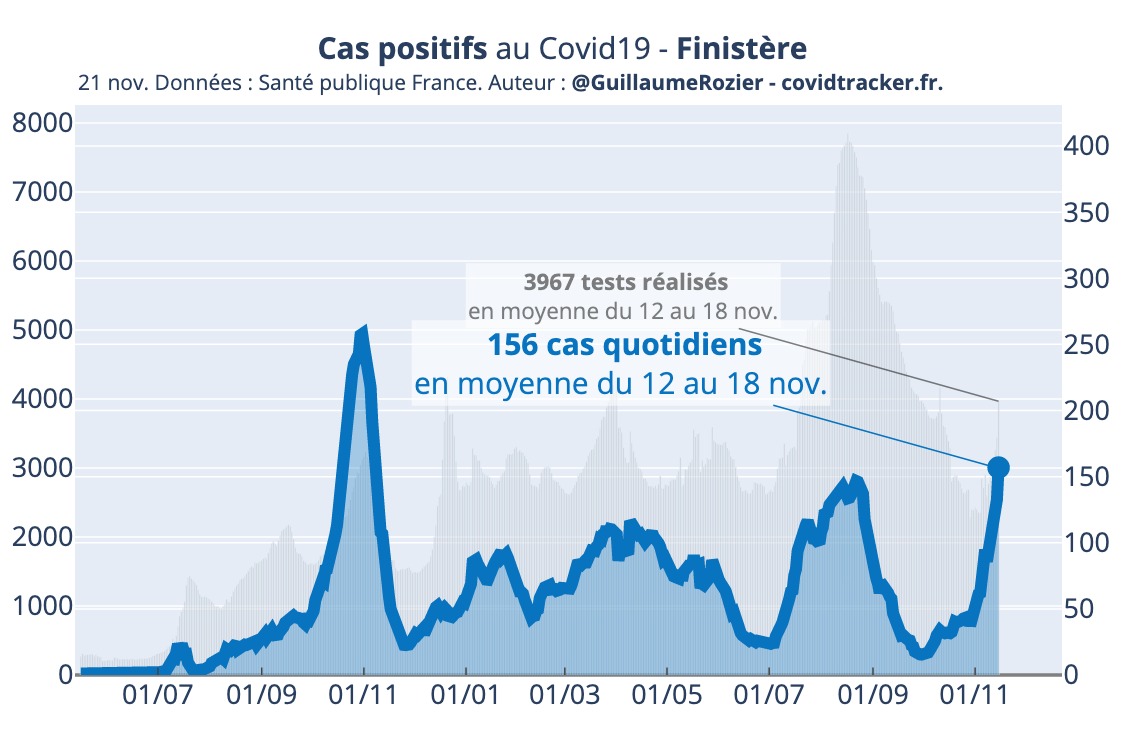 Cas positifs au Covid19 - Finistère
21 nov. Données : Santé publique France. Auteur : @GuillaumeRozier - covidtracker.fr.
8000
7000
6000
5000
4000
3000
2000
1000
0
400
350
300
250
200
150
100
50
0
3967 tests réalisés
en moyenne du 12 au 18 nov.
156 cas quotidiens
en moyenne du 12 au 18 nov.
01/07 01/09 01/11 01/01 01/03 01/05 01/07 01/09 01/11